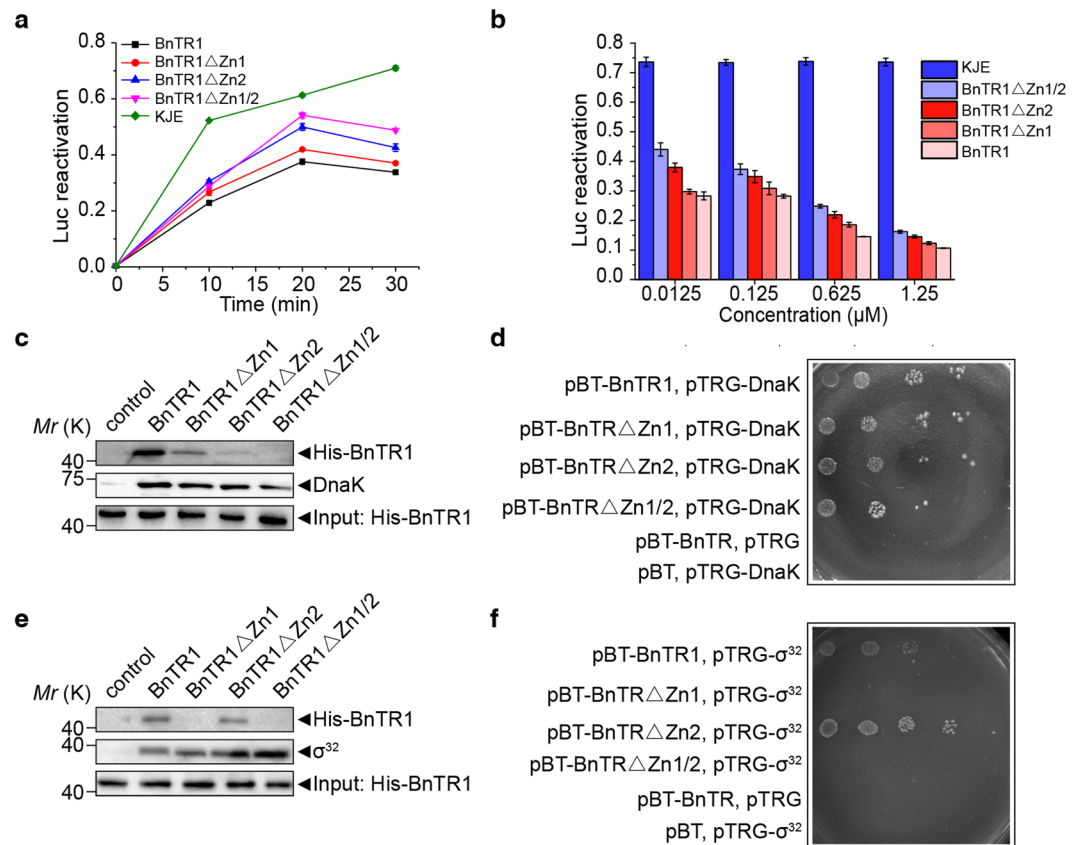 a
Luc reactivation
0.8
0.6
0.4
0.2
0.0
BnTR1
BnTR1△Zn1
BnTR1△Zn2
BnTR1△Zn1/2
KJE
0 5 10 15 20 25 30
Time (min)
b
Luc reactivation
0.8
0.7
0.6
0.5
0.4
0.3
0.2
0.1
0.0
KJE
BnTR1△Zn1/2
BnTR1△Zn2
BnTR1△Zn1
BnTR1
0.0125 0.125 0.625 1.25
Concentration (µM)
c
Mr (K)
control
BnTR1
BnTR1△Zn1
BnTR1△Zn2
BnTR1△Zn1/2
40
His-BnTR1
75
DnaK
40
Input: His-BnTR1
d
pBT-BnTR1, pTRG-DnaK
pBT-BnTR△Zn1, pTRG-DnaK
pBT-BnTR△Zn2, pTRG-DnaK
pBT-BnTR△Zn1/2, pTRG-DnaK
pBT-BnTR, pTRG
pBT, pTRG-DnaK
e
Mr (K)
control
BnTR1
BnTR1△Zn1
BnTR1△Zn2
BnTR1△Zn1/2
40
His-BnTR1
40
σ³²
40
Input: His-BnTR1
f
pBT-BnTR1, pTRG-σ³²
pBT-BnTR△Zn1, pTRG-σ³²
pBT-BnTR△Zn2, pTRG-σ³²
pBT-BnTR△Zn1/2, pTRG-σ³²
pBT-BnTR, pTRG
pBT, pTRG-σ³²